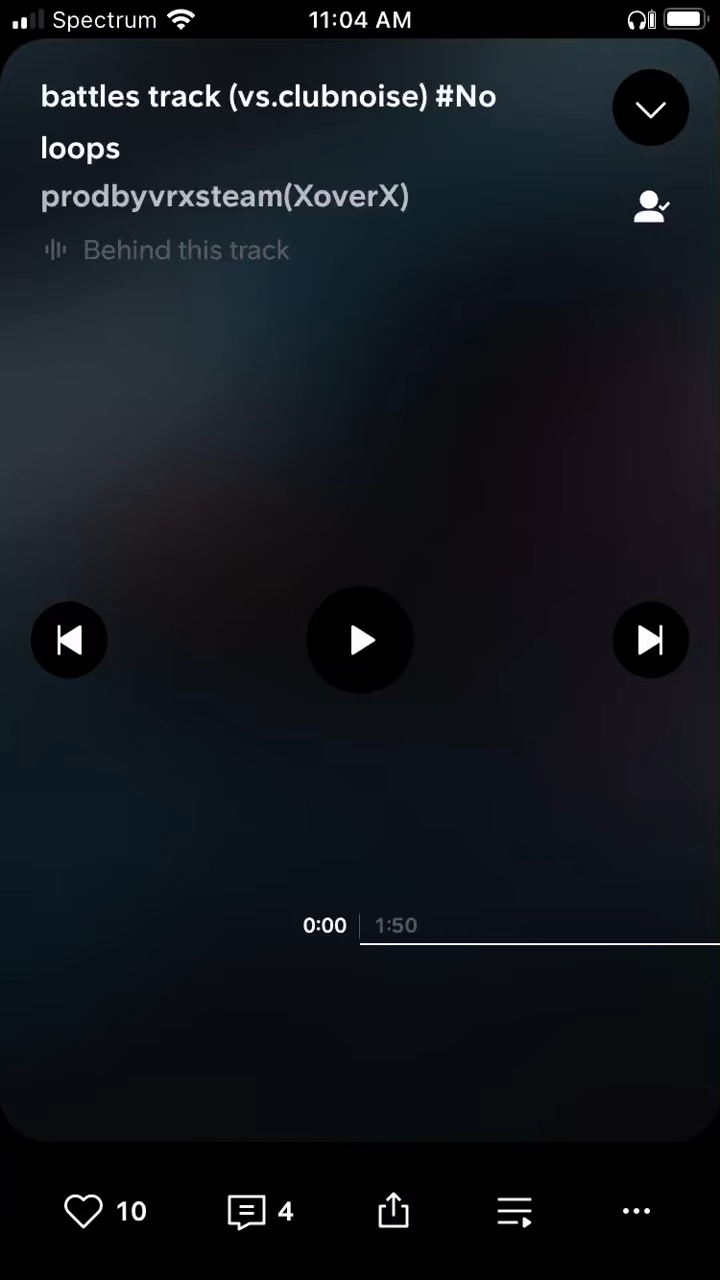 Spectrum 11:04 AM
battles track (vs.clubnoise) #No
loops
prodbyvrxsteam(XoverX)
Behind this track
0:00 1:50
10 4